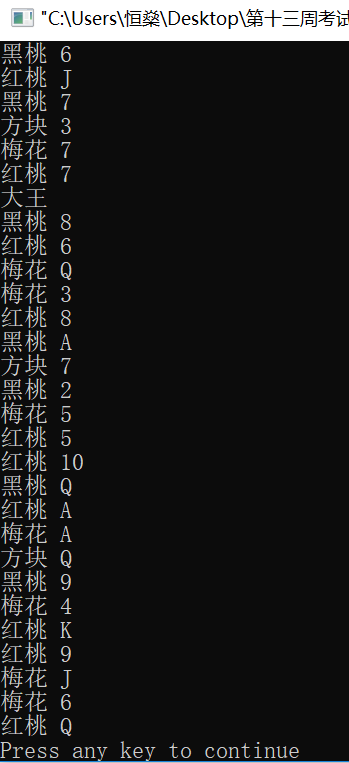 "C:\Users\恒燊\Desktop\第十三周考试
黑桃 6
红桃 J
黑桃 7
方块 3
梅花 7
红桃 7
大王
黑桃 8
红桃 6
梅花 Q
梅花 3
红桃 8
黑桃 A
方块 7
黑桃 2
梅花 5
红桃 5
红桃 10
黑桃 Q
红桃 A
梅花 A
方块 Q
黑桃 9
梅花 4
红桃 K
红桃 9
梅花 J
梅花 6
红桃 Q
Press any key to continue